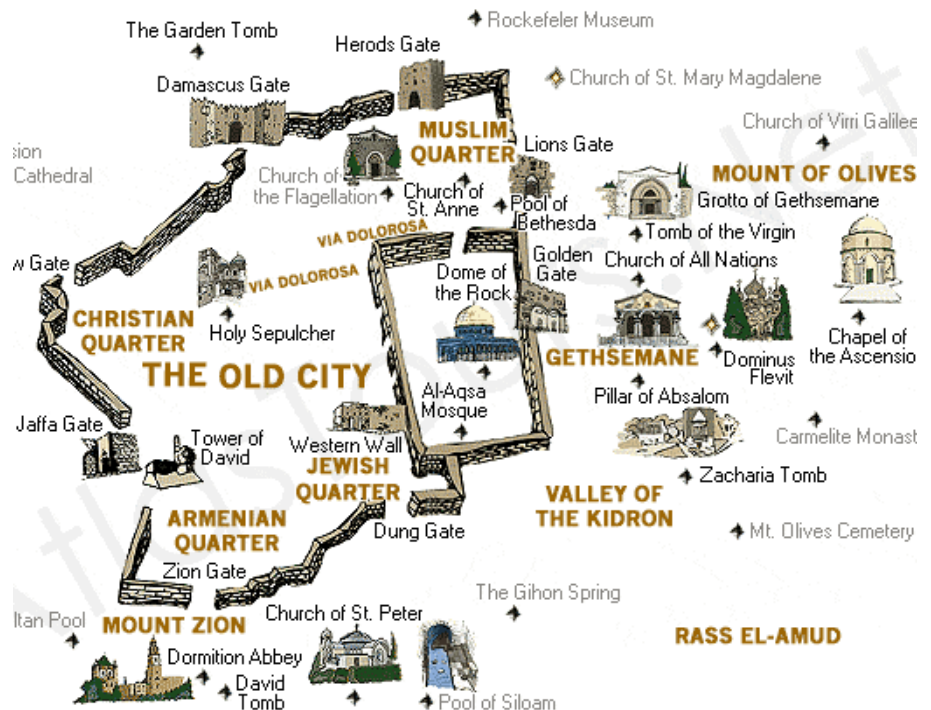 Rockefeler Museum
The Garden Tomb
Herods Gate
Damascus Gate
Church of St. Mary Magdalene
Church of Virri Galilee
MUSLIM
QUARTER
Lions Gate
sion
Cathedral
Church of
the Flagellation
MOUNT OF OLIVES
Church of
St. Anne
Pool of
Bethesda
Grotto of Gethsemane
Tomb of the Virgin
VIA DOLOROSA
VIA DOLOROSA
w Gate
Dome of
the Rock
Golden
Gate
Church of All Nations
CHRISTIAN
QUARTER
Holy Sepulcher
GETHSEMANE
Dominus
Flevit
Chapel of
the Ascensio
THE OLD CITY
Al-Aqsa
Mosque
Pillar of Absalom
Jaffa Gate
Tower of
David
Western Wall
Carmelite Monast
JEWISH
QUARTER
Zacharia Tomb
VALLEY OF
THE KIDRON
ARMENIAN
QUARTER
Dung Gate
Mt. Olives Cemetery
Zion Gate
The Gihon Spring
ltan Pool
MOUNT ZION
Church of St. Peter
RASS EL-AMUD
Dormition Abbey
David
Tomb
Pool of Siloam
AtlasTours.Net